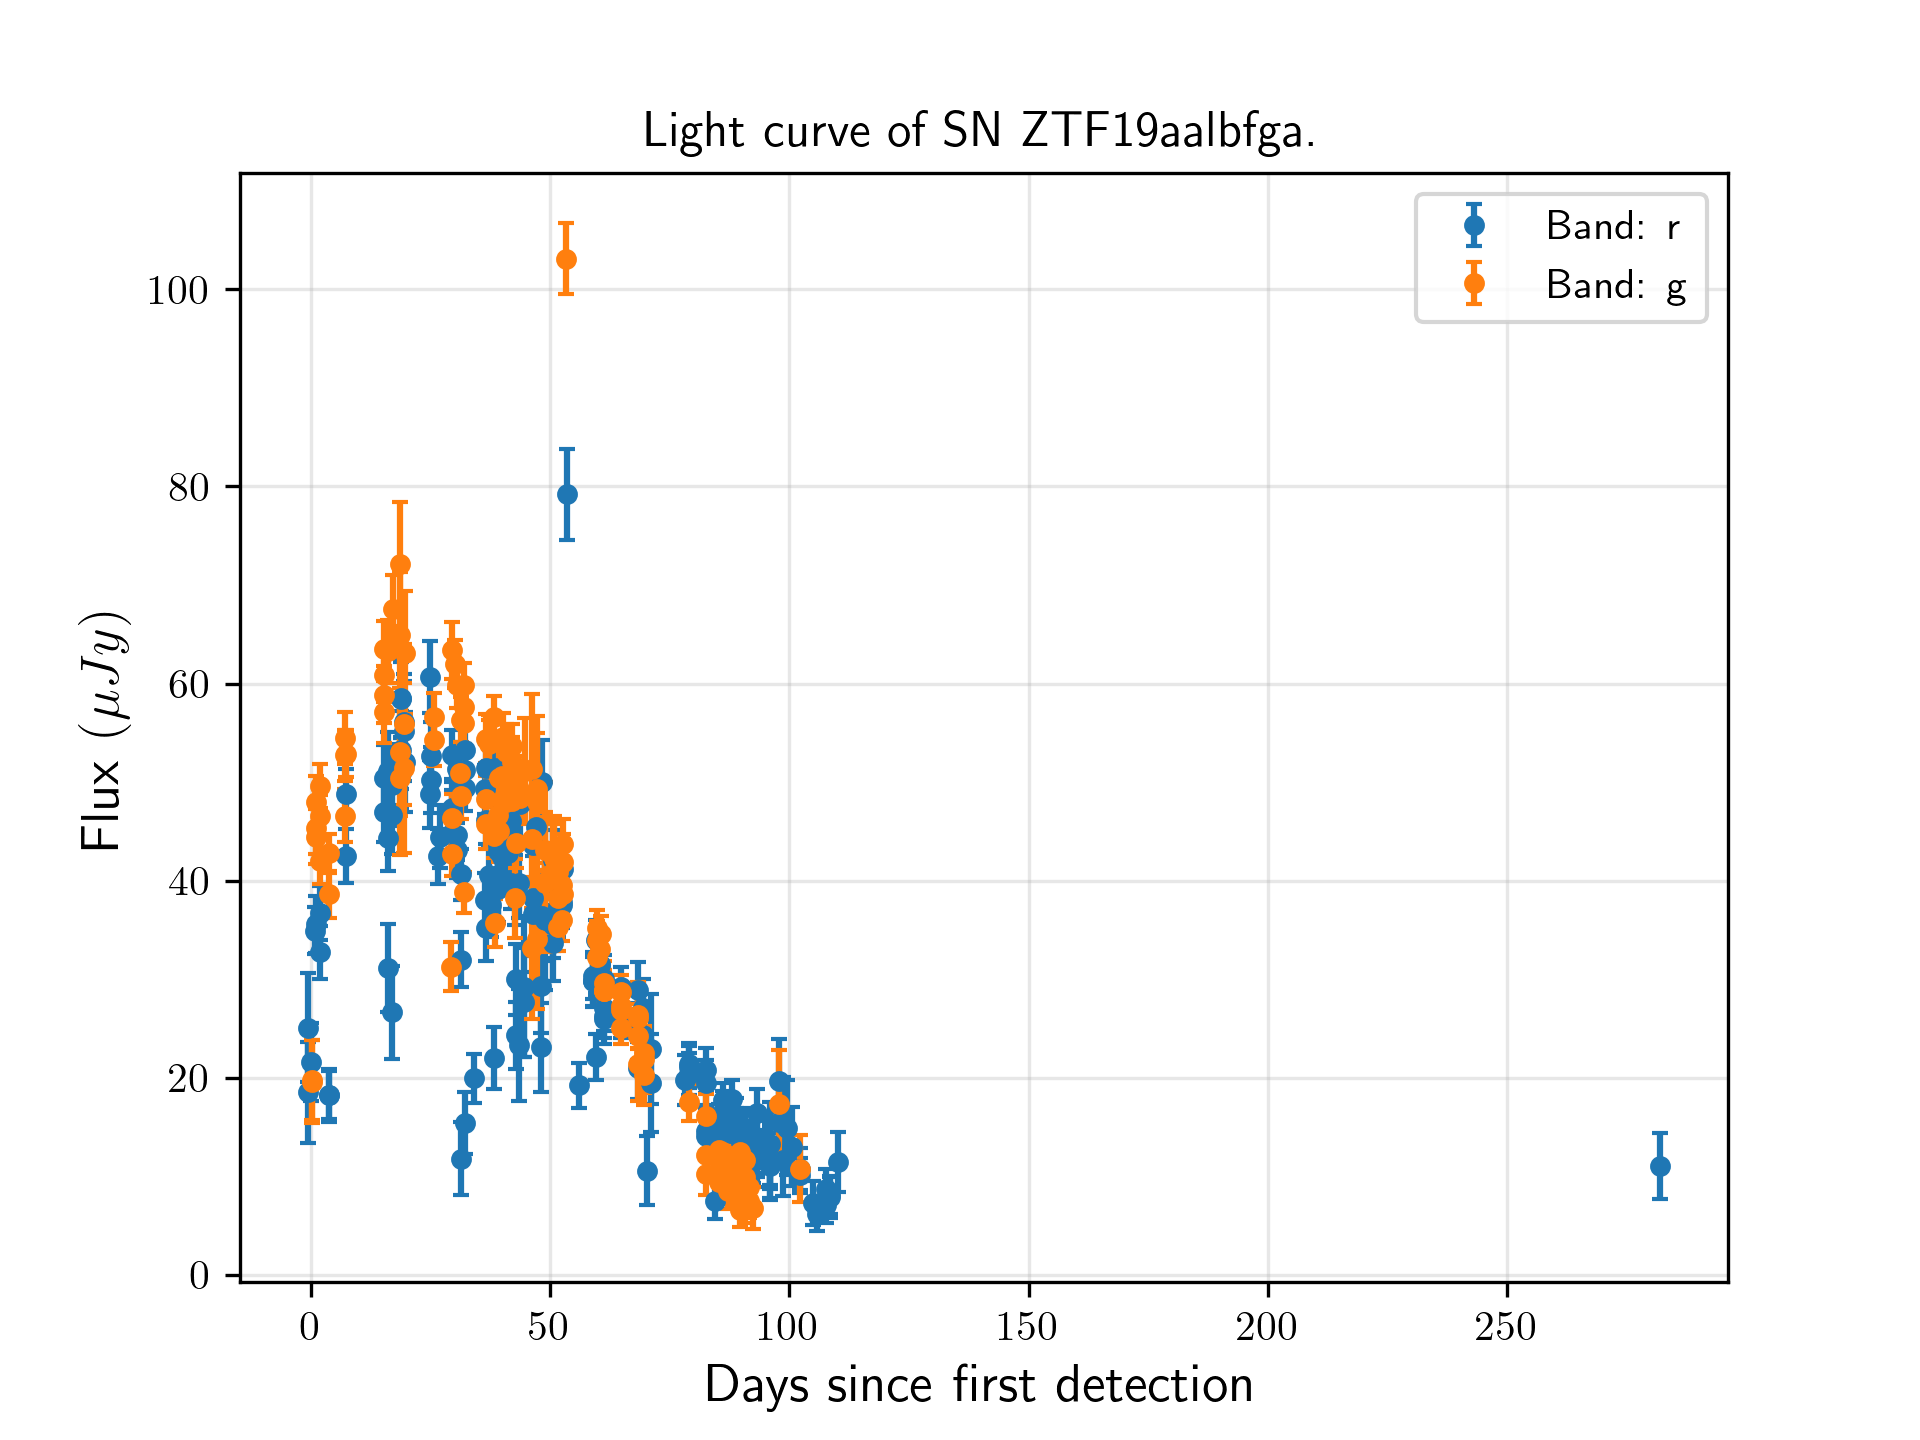 Light curve of SN ZTF19aalbfga.
Band: r
Band: g
Flux (μJy)
100
80
60
40
20
0
0 50 100 150 200 250
Days since first detection